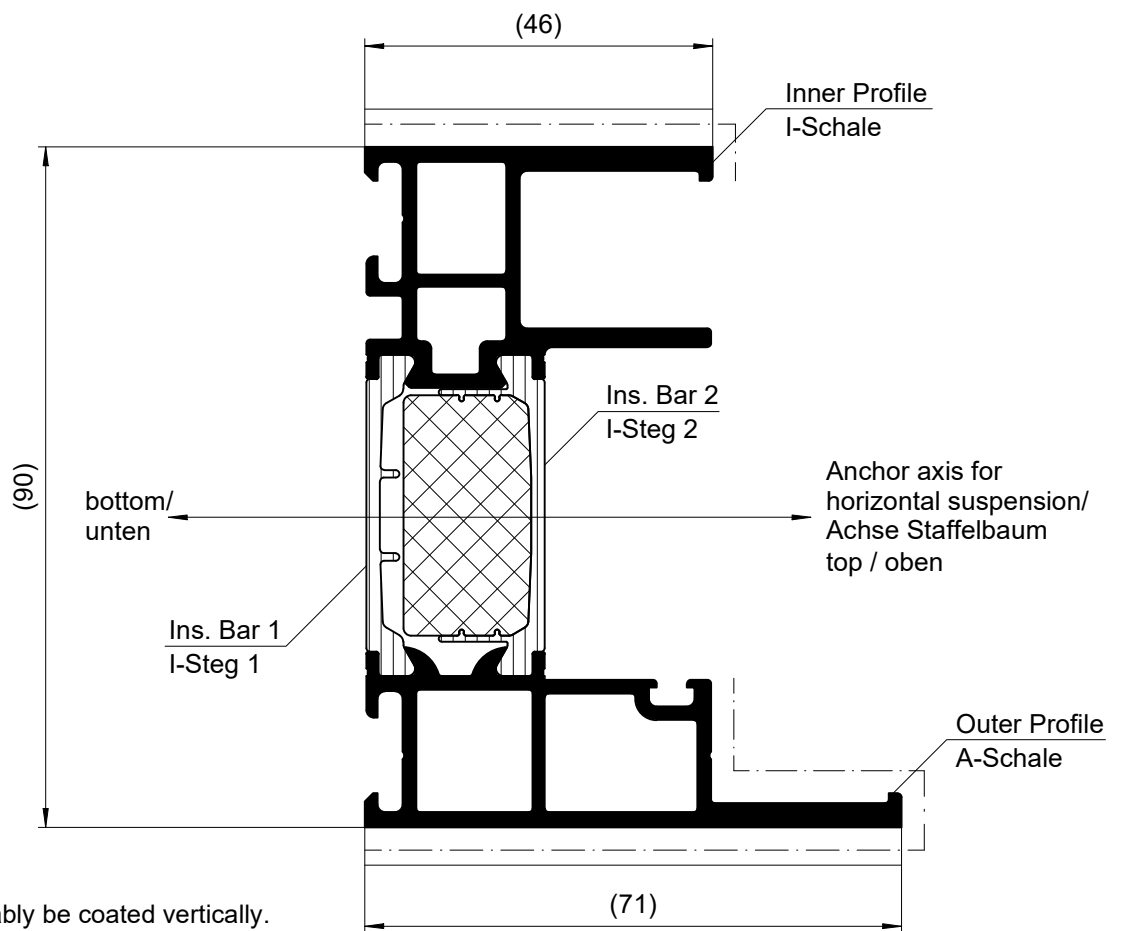 (46)
Inner Profile
I-Schale
Ins. Bar 2
I-Steg 2
(90)
bottom/
unten
Anchor axis for
horizontal suspension/
Achse Staffelbaum
top / oben
Ins. Bar 1
I-Steg 1
Outer Profile
A-Schale
(71)
be coated vertically.